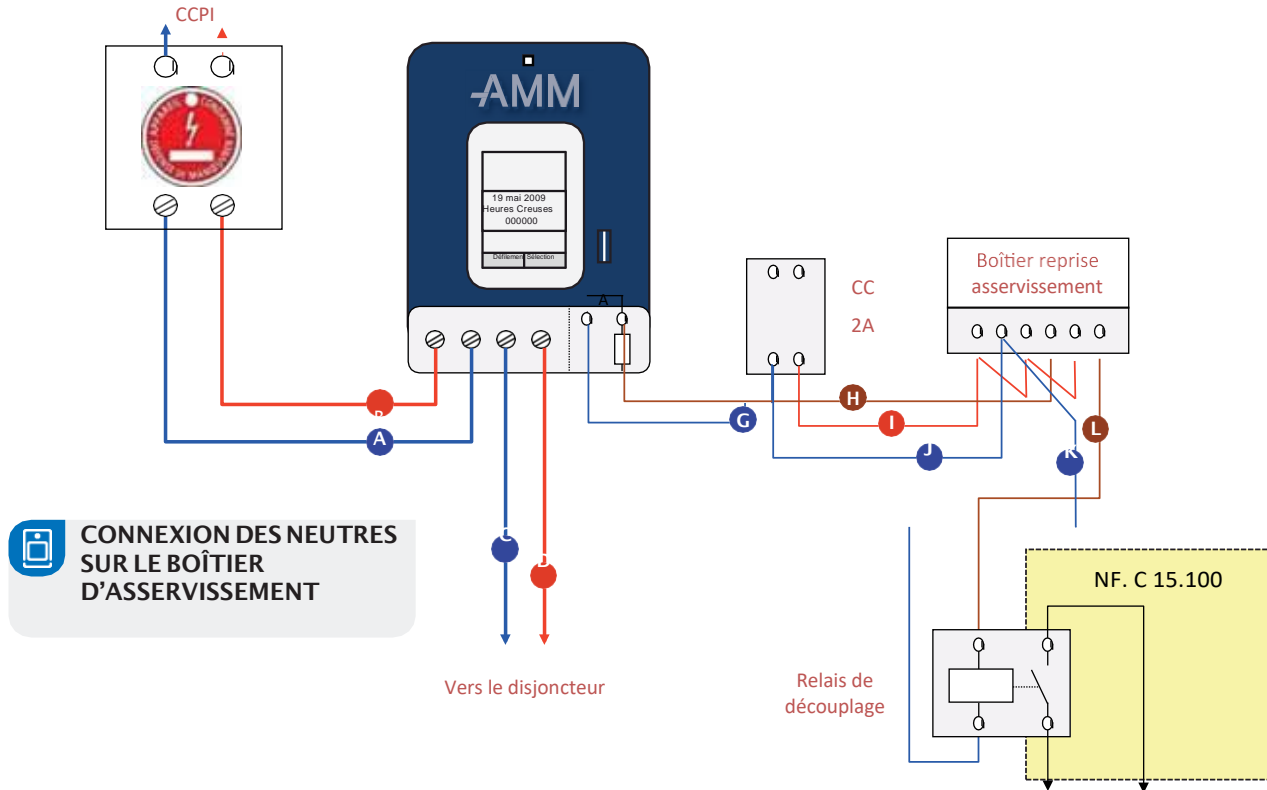 CCPI
AMM
19 mai 2009
Heures Creuses
000000
Défilement Sélection
A
CC
2A
Boîtier reprise
asservissement
B
A
G
H
I
J
K
L
C
D
CONNEXION DES NEUTRES
SUR LE BOÎTIER
D'ASSERVISSEMENT
Vers le disjoncteur
NF. C 15.100
Relais de
découplage